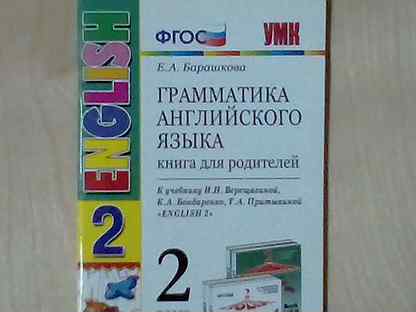 ENGLISH
2
ФГОС
УМК
Е.А. Барашкова
ГРАММАТИКА
АНГЛИЙСКОГО
ЯЗЫКА
книга для родителей
К учебнику И.Н. Верещагиной,
К.А. Бондаренко, Т.А. Притыкиной
«ENGLISH 2»
2